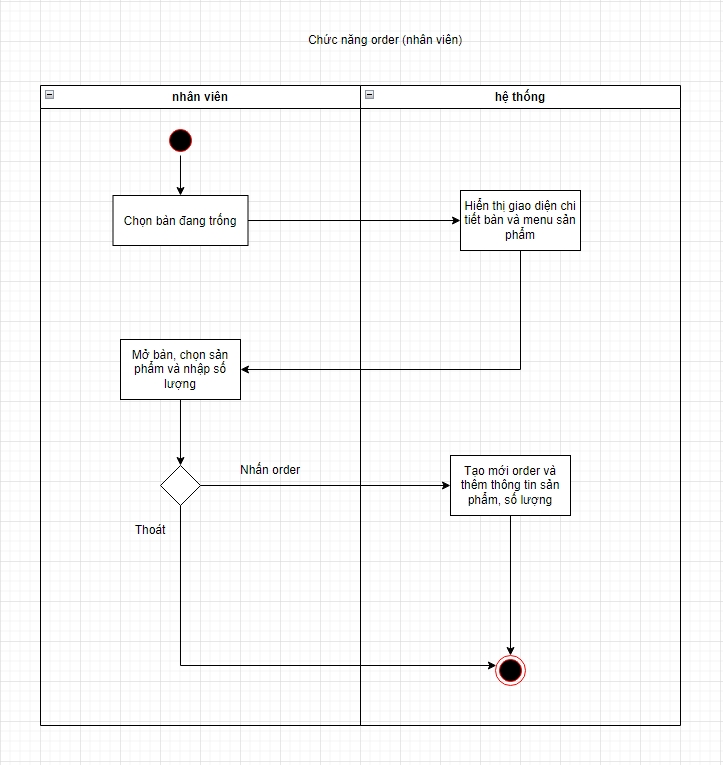 Chức năng order (nhân viên)
nhân viên
hệ thống
Chọn bàn đang trống
Hiển thị giao diện chi
tiết bàn và menu sản
phẩm
Mở bàn, chọn sản
phẩm và nhập số
lượng
Nhấn order
Tạo mới order và
thêm thông tin sản
phẩm, số lượng
Thoát